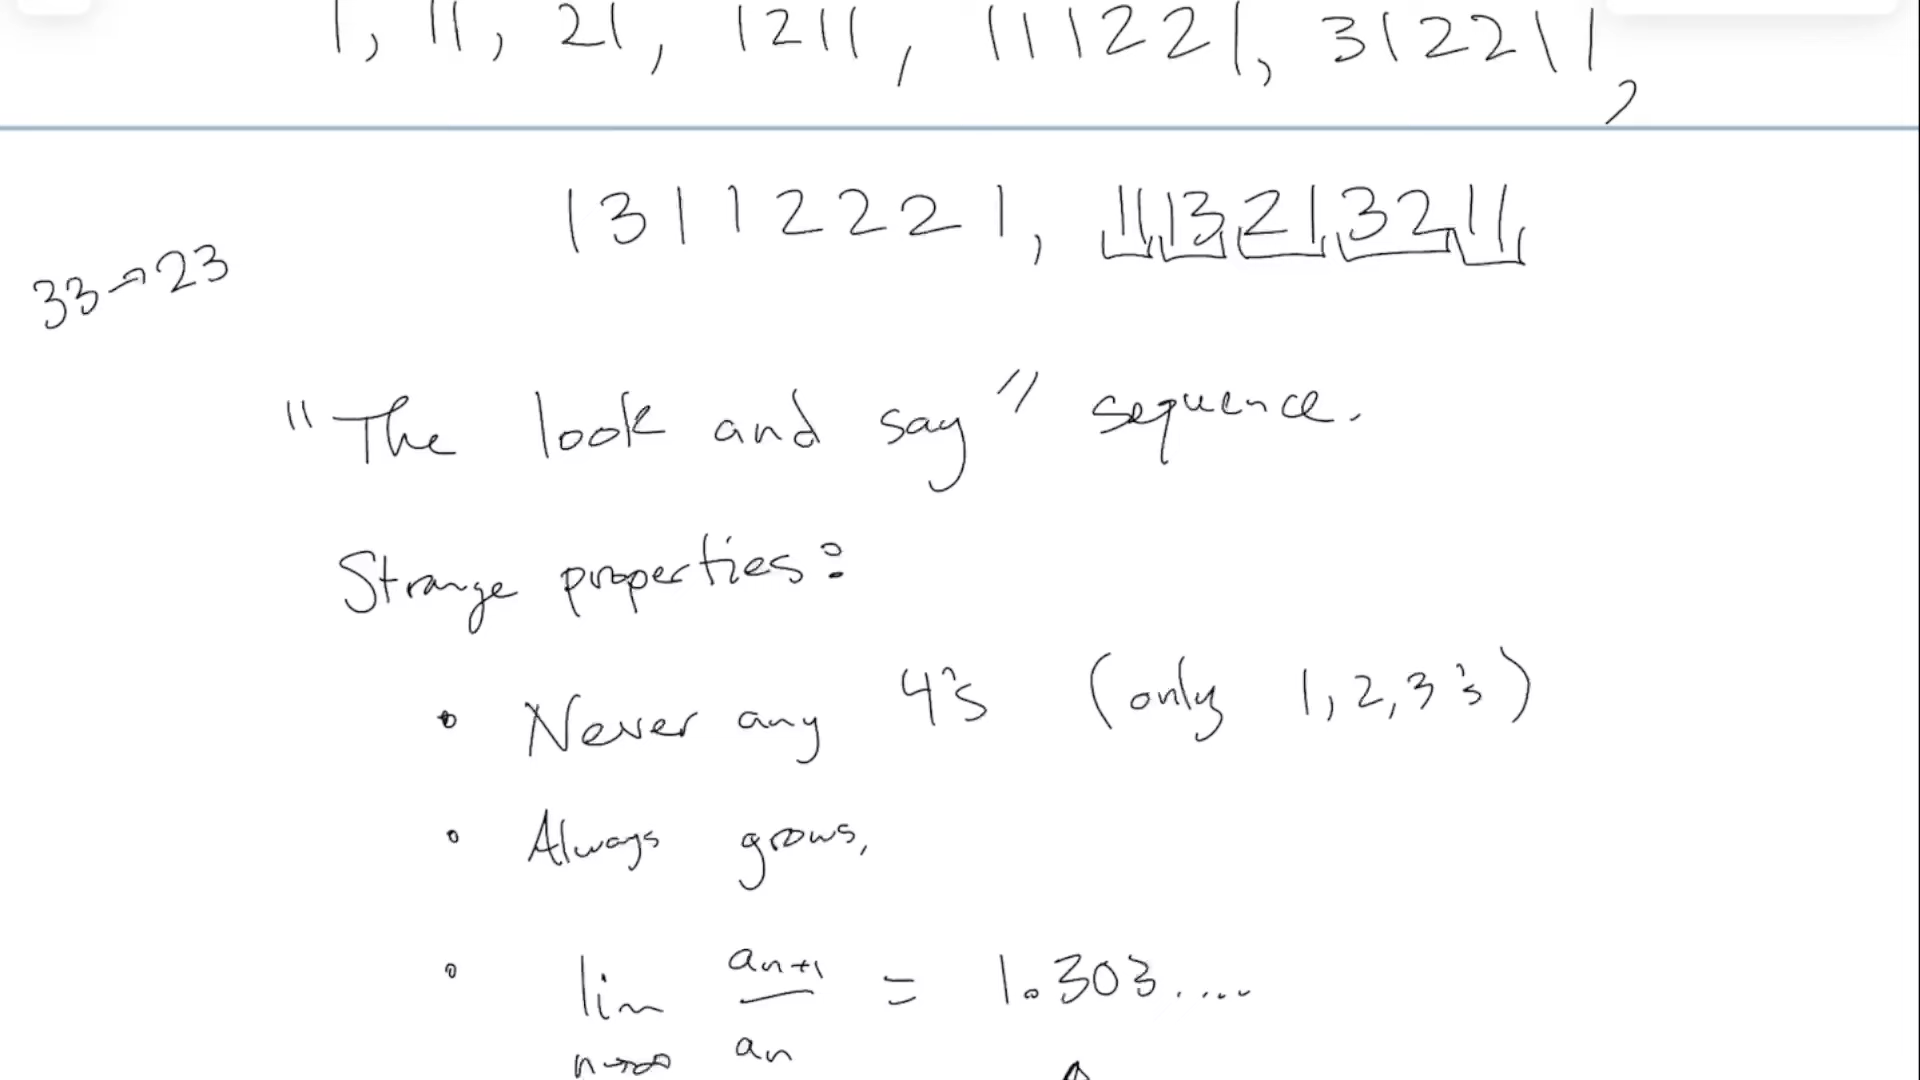 1, 11, 21, 1211, 111221, 312211,
13112221, 1113213211,
33→23
"The look and say" sequence.
Strange properties:
• Never any 4's (only 1,2,3's)
• Always grows,
• lim n→∞ an+1/an = 1.303....